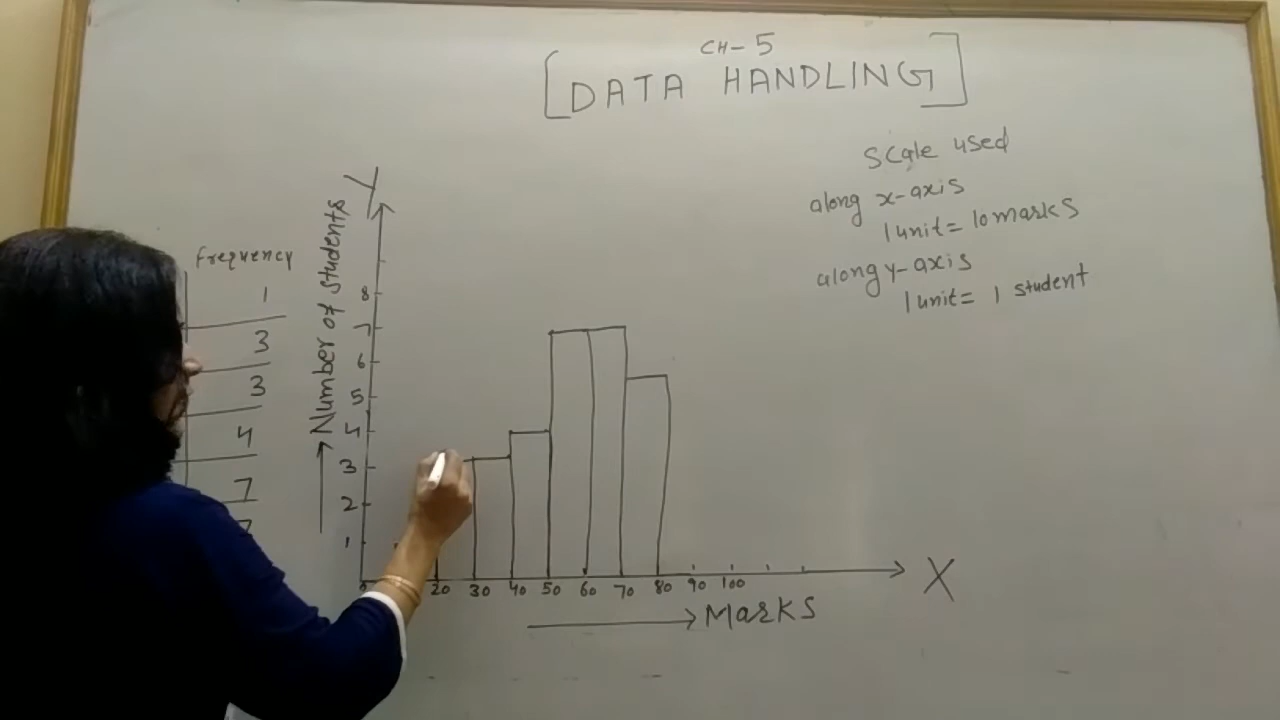 CH-5
[DATA HANDLING]
Scale used
along x-axis
1 unit = 10 marks
along y-axis
1 unit = 1 student
frequency
1
3
3
4
7
7
Number of students
Y
8
7
6
5
4
3
2
1
20 30 40 50 60 70 80 90 100
X
Marks